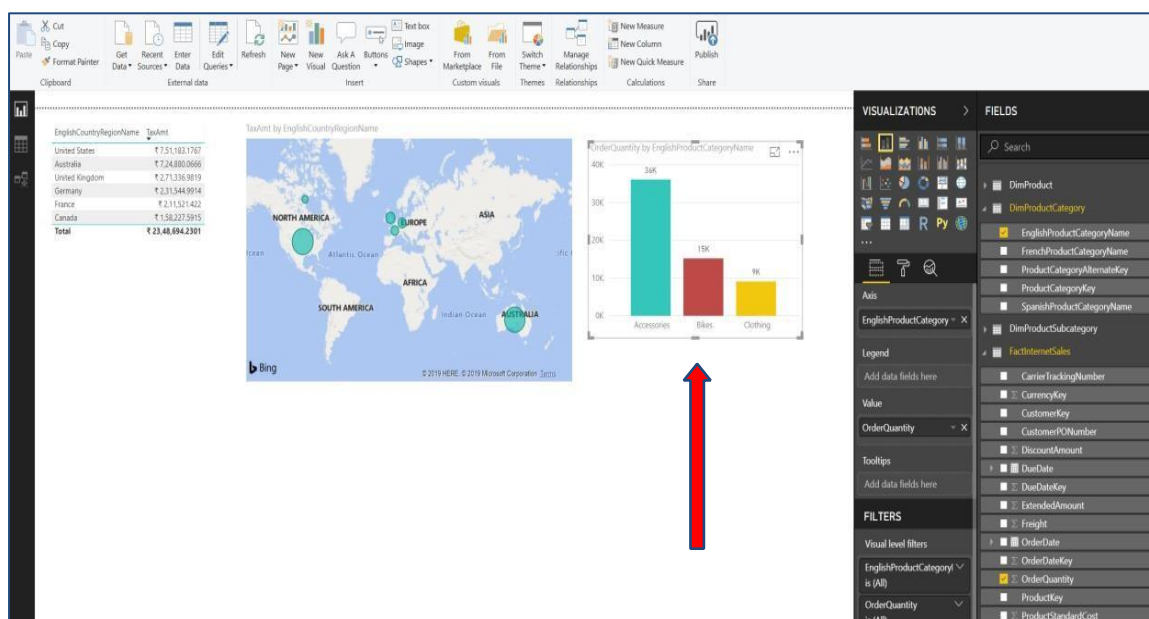 Cut
Copy
Format Painter
Paste
Clipboard
Get Data
Recent Sources
Enter Data
Edit Queries
External data
Refresh
New Page
New Visual
Ask A Question
Buttons
Text box
Image
Shapes
Insert
From Marketplace
From File
Custom visuals
Switch Theme
Themes
Manage Relationships
Relationships
New Measure
New Column
New Quick Measure
Calculations
Publish
Share
EnglishCountryRegionName TaxAmt
United States ₹ 7,51,183.1767
Australia ₹ 7,24,880.0666
United Kingdom ₹ 2,71,336.9819
Germany ₹ 2,31,544.9914
France ₹ 2,11,521.422
Canada ₹ 1,58,227.5915
Total ₹ 23,48,694.2301
TaxAmt by EnglishCountryRegionName
NORTH AMERICA
EUROPE
ASIA
Atlantic Ocean
AFRICA
SOUTH AMERICA
Indian Ocean
AUSTRALIA
Bing
© 2019 HERE © 2019 Microsoft Corporation Terms
OrderQuantity by EnglishProductCategoryName
40K
30K
20K
10K
0K
36K
15K
9K
Accessories
Bikes
Clothing
VISUALIZATIONS
R Py
...
Axis
EnglishProductCategory
Legend
Add data fields here
Value
OrderQuantity
Tooltips
Add data fields here
FILTERS
Visual level filters
EnglishProductCategory
is (All)
OrderQuantity
is (All)
FIELDS
Search
DimProduct
DimProductCategory
EnglishProductCategoryName
FrenchProductCategoryName
ProductCategoryAlternateKey
ProductCategoryKey
SpanishProductCategoryName
DimProductSubcategory
FactInternetSales
CarrierTrackingNumber
CurrencyKey
CustomerKey
CustomerPONumber
DiscountAmount
DueDate
DueDateKey
ExtendedAmount
Freight
OrderDate
OrderDateKey
OrderQuantity
ProductKey
ProductStandardCost